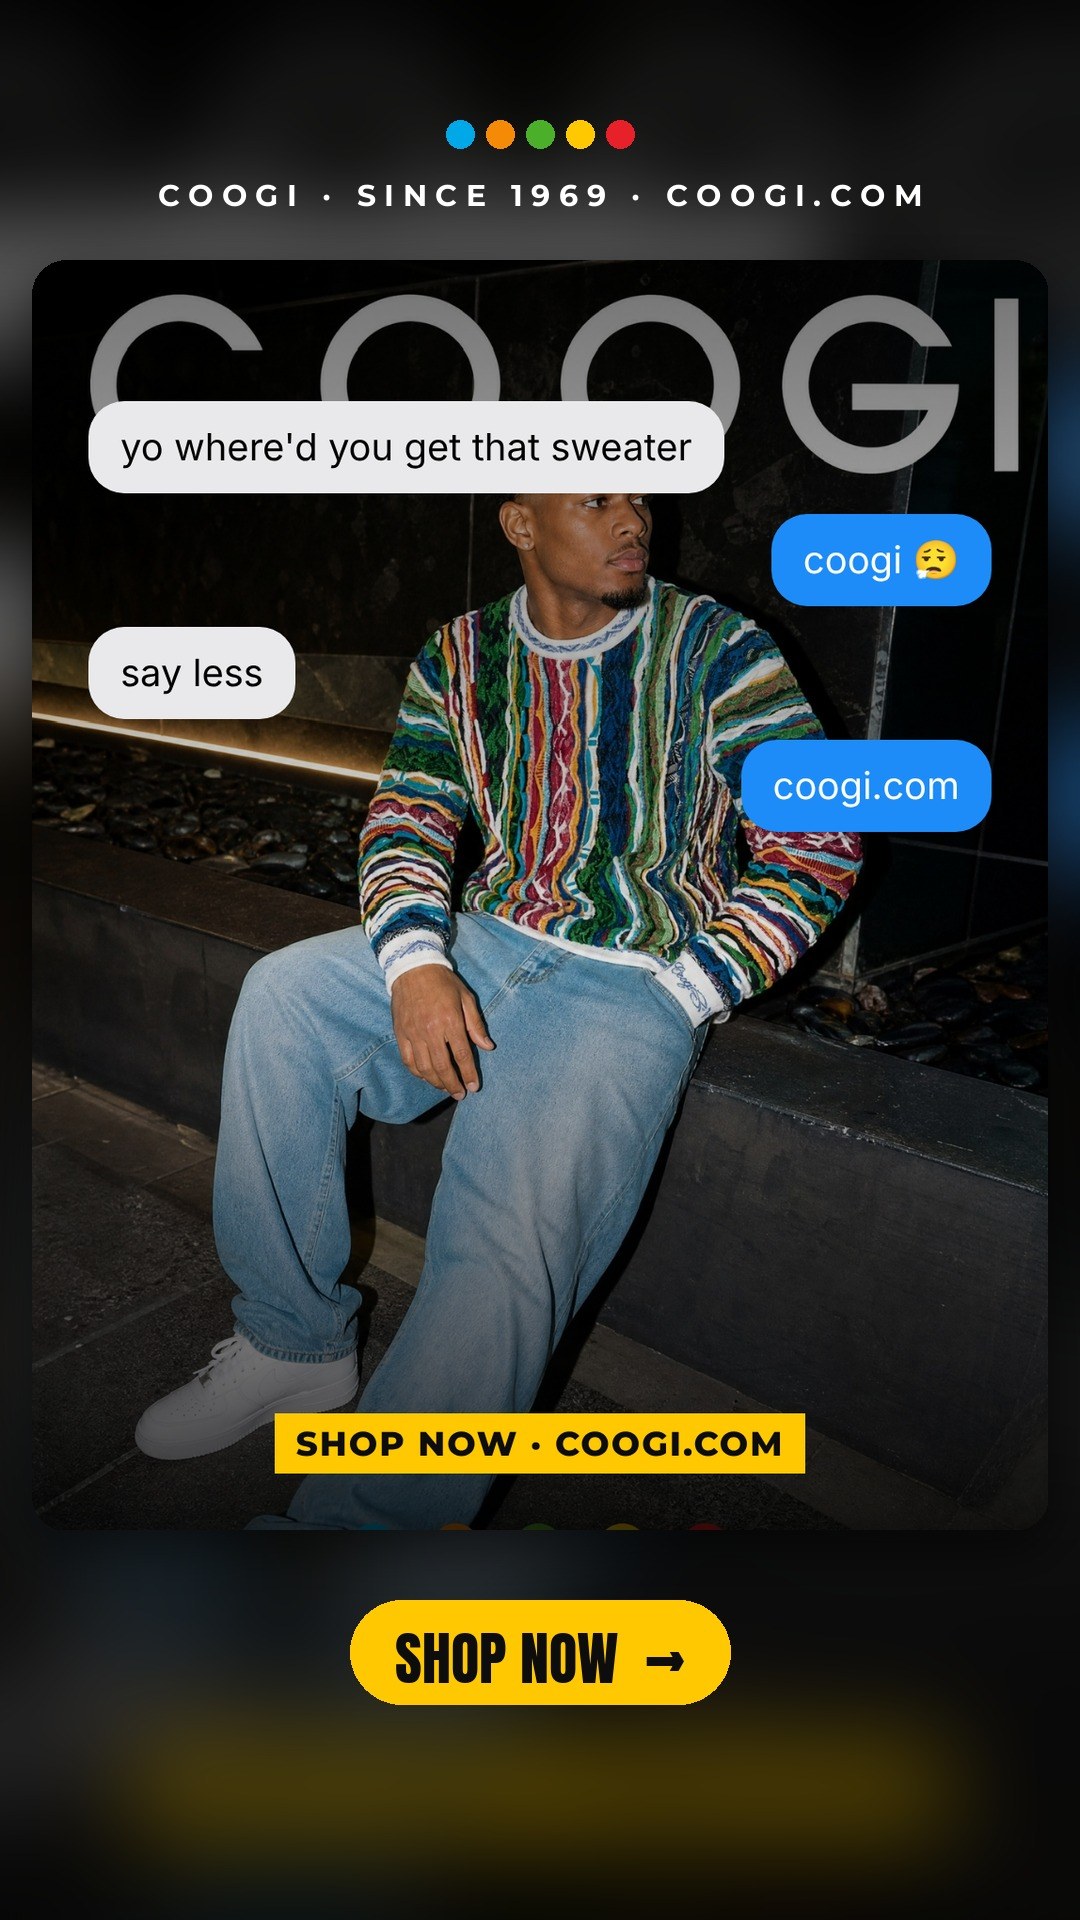 COOGI · SINCE 1969 · COOGI.COM
COOGI
yo where'd you get that sweater
coogi 😮‍💨
say less
coogi.com
SHOP NOW · COOGI.COM
SHOP NOW →